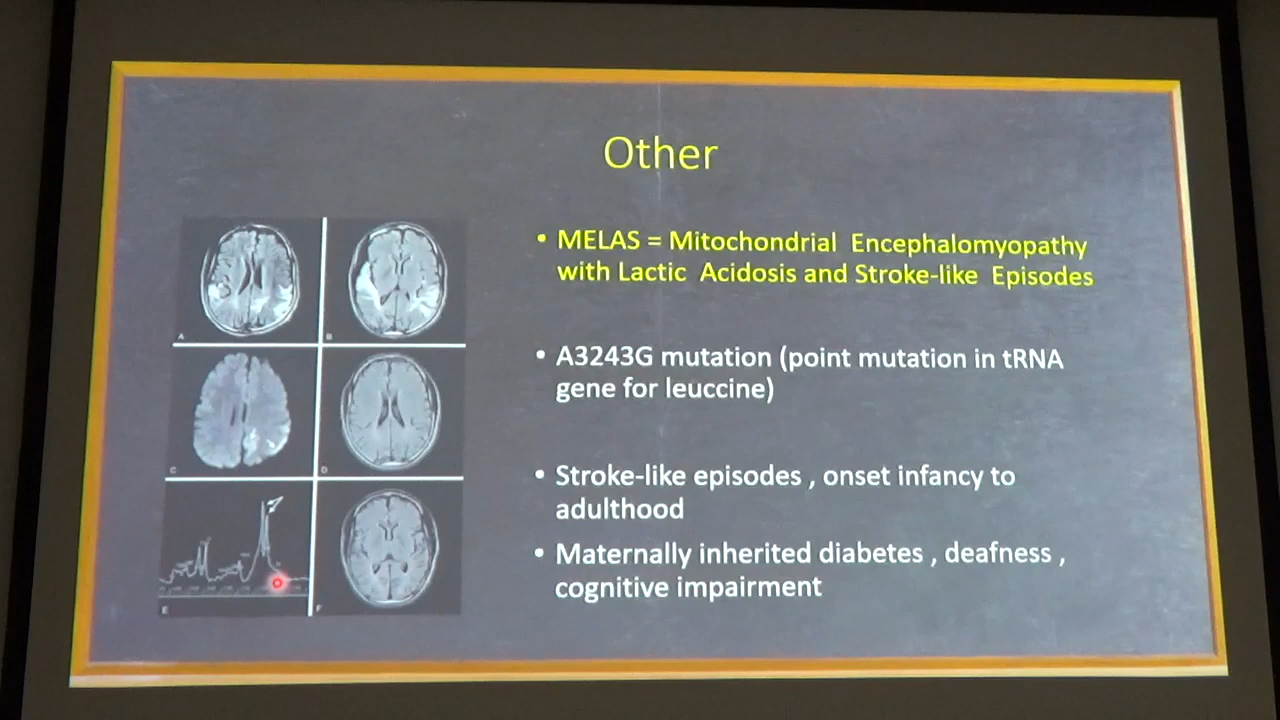 Other
• MELAS = Mitochondrial Encephalomyopathy
with Lactic Acidosis and Stroke-like Episodes
• A3243G mutation (point mutation in tRNA
gene for leuccine)
• Stroke-like episodes , onset infancy to
adulthood
• Maternally inherited diabetes , deafness ,
cognitive impairment
A
B
C
D
E
F